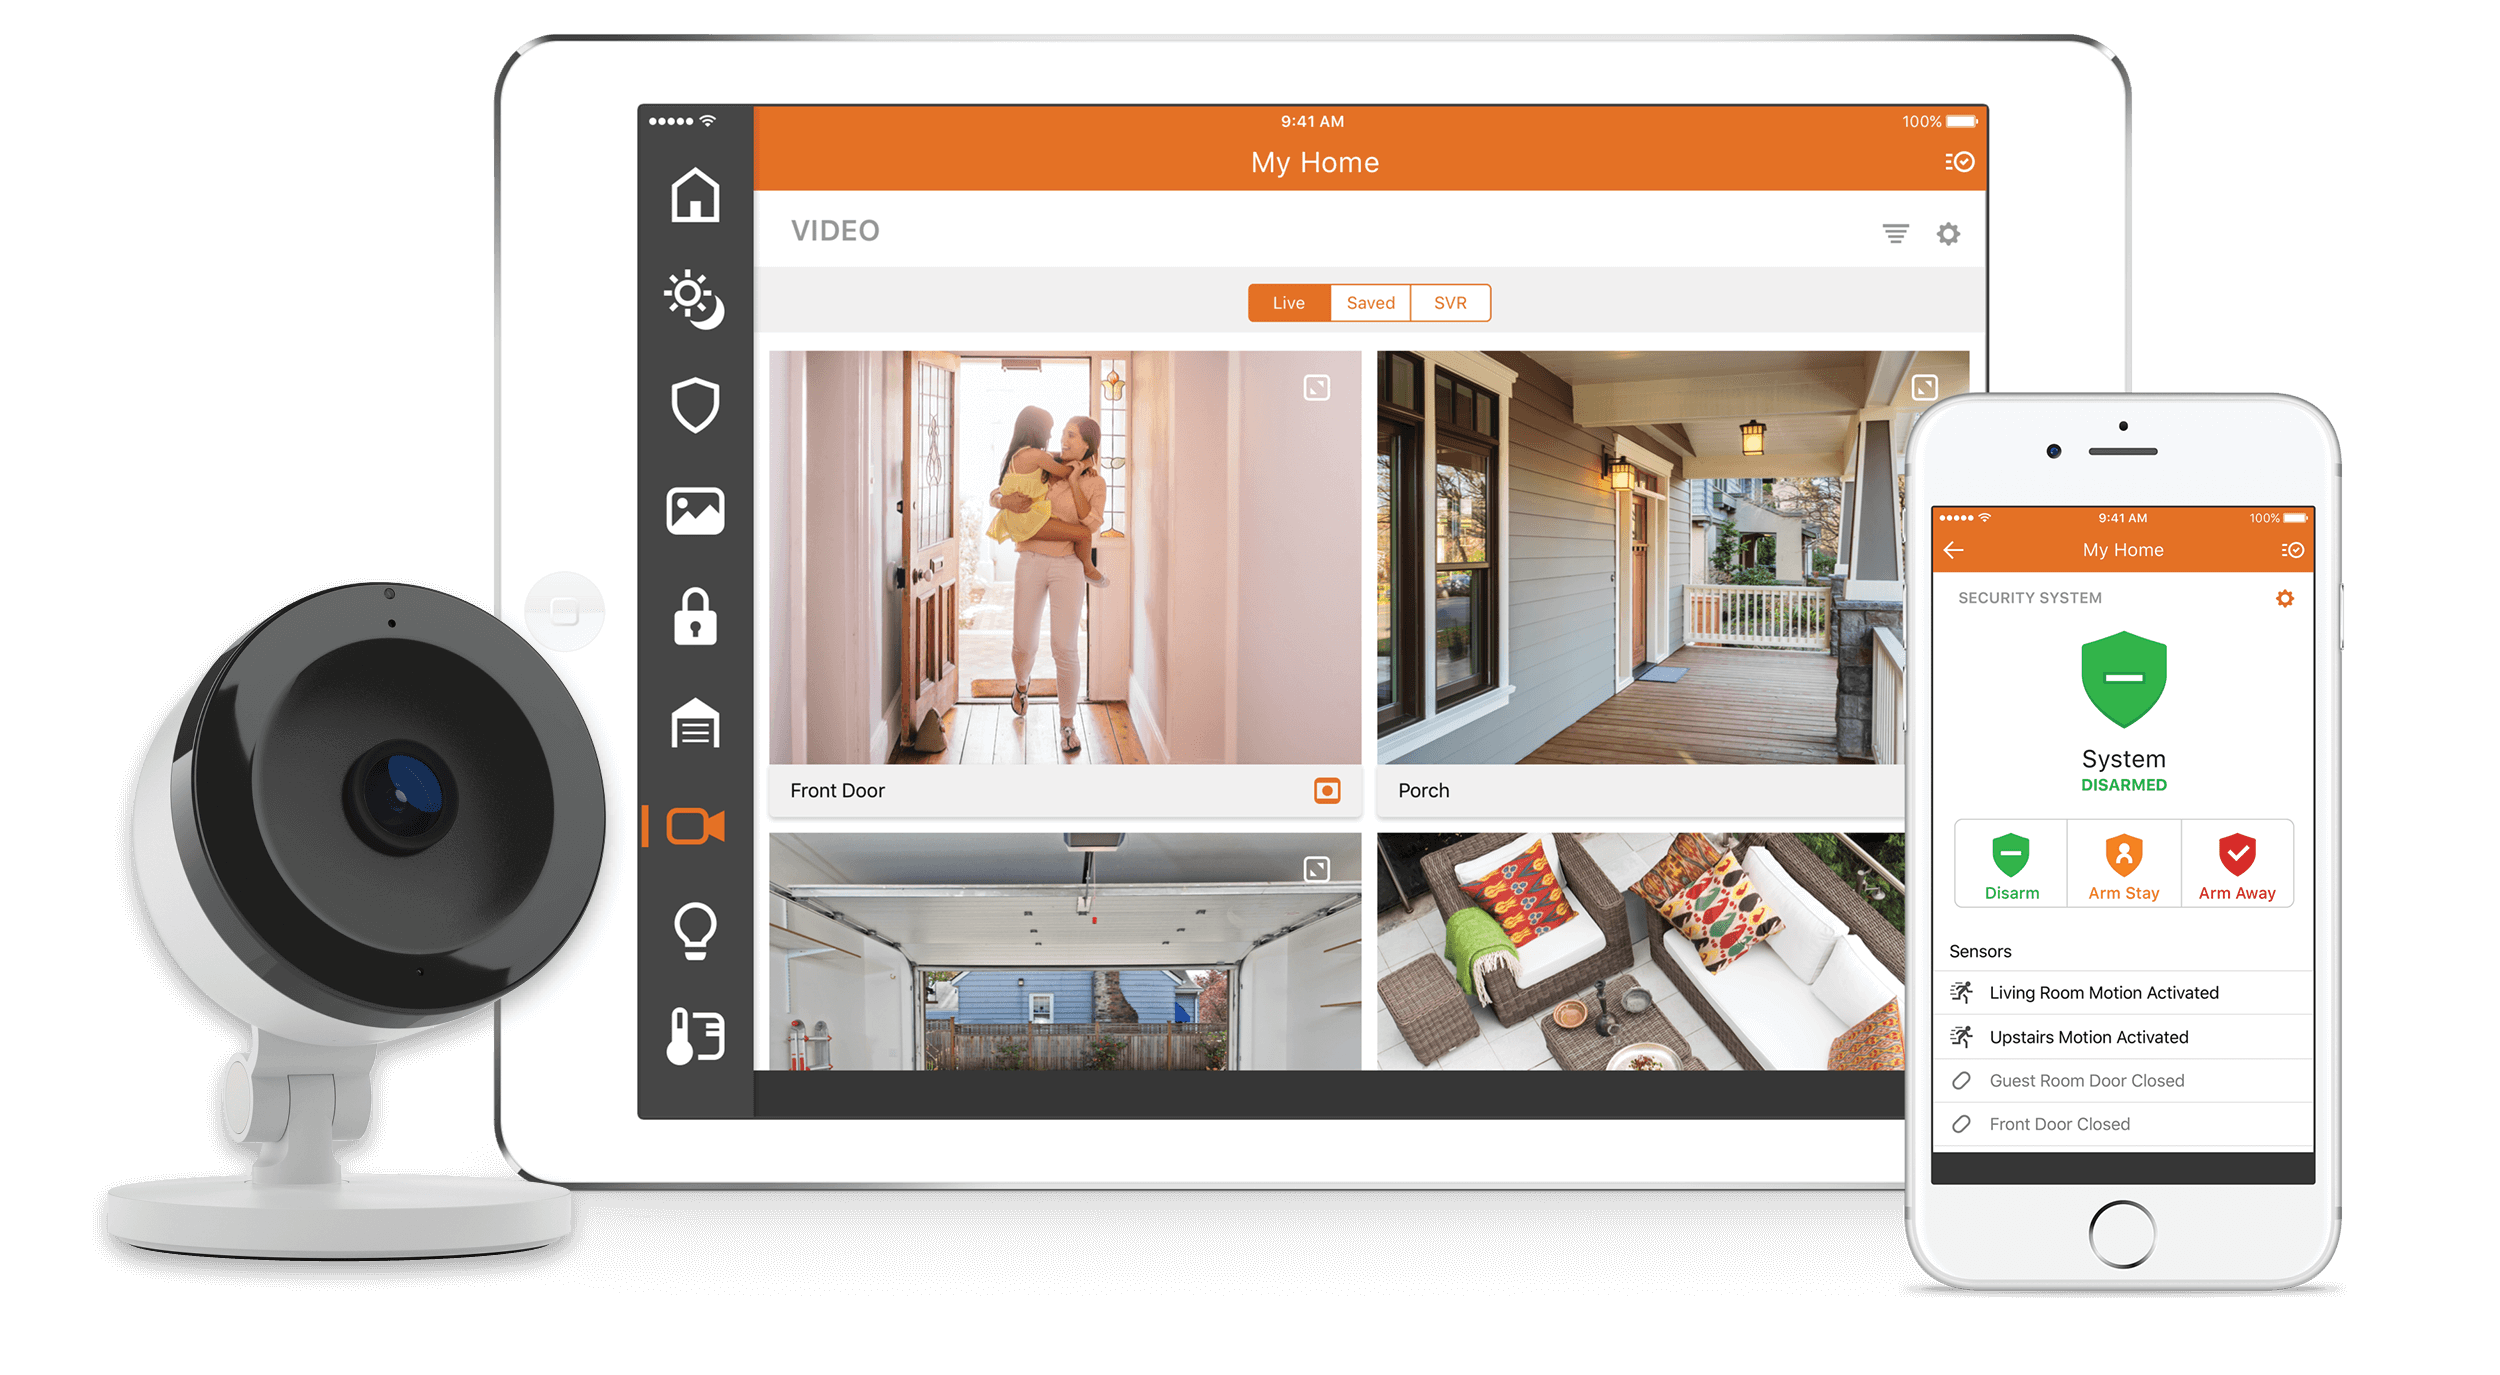 9:41 AM
100%
My Home
VIDEO
Live Saved SVR
Front Door
Porch
9:41 AM 100%
My Home
SECURITY SYSTEM
System
DISARMED
Disarm Arm Stay Arm Away
Sensors
Living Room Motion Activated
Upstairs Motion Activated
Guest Room Door Closed
Front Door Closed